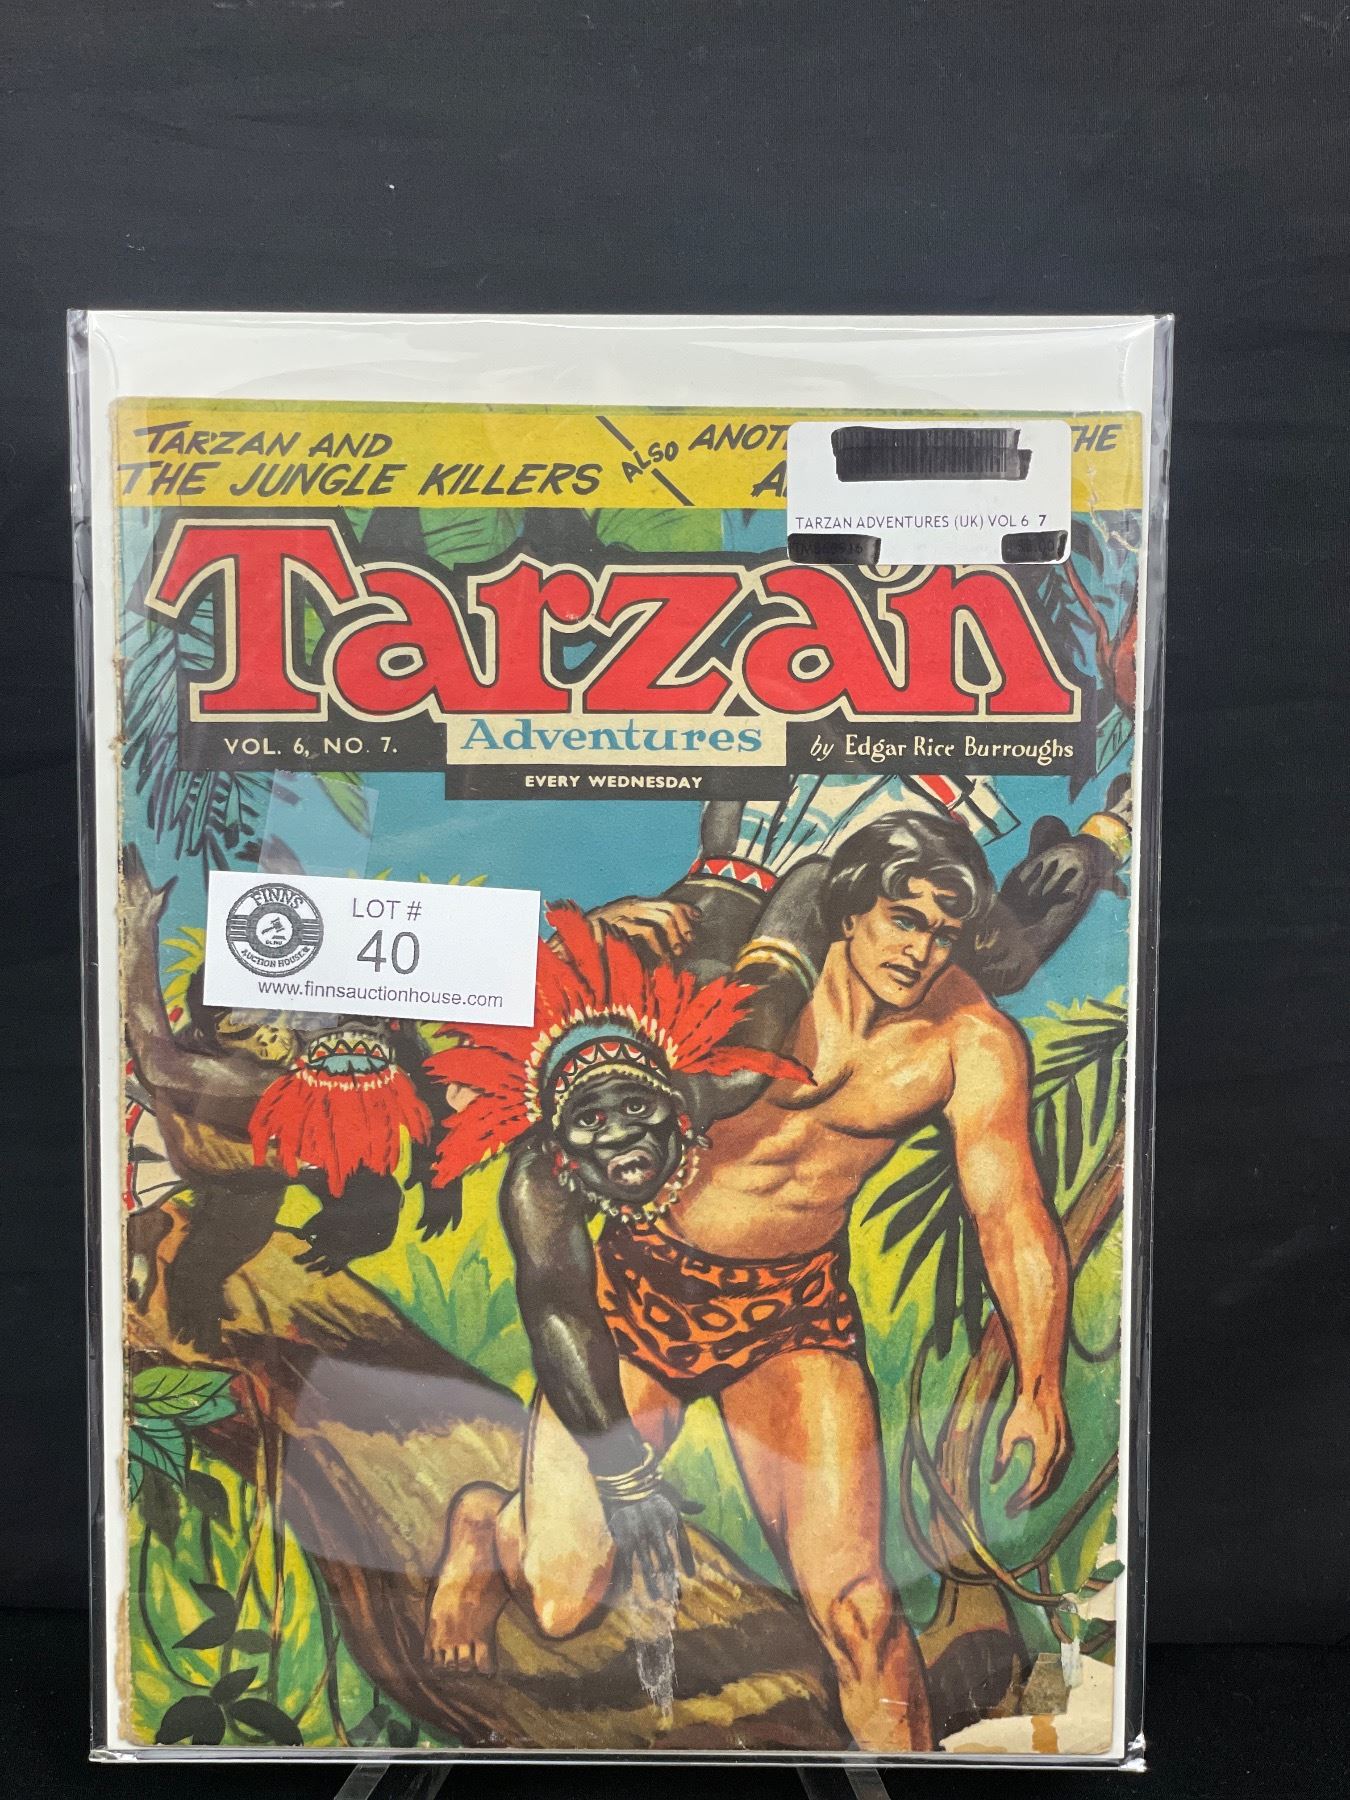 TARZAN AND
THE JUNGLE KILLERS
ALSO
ANOT THE
A
TARZAN ADVENTURES (UK) VOL 6 7
Tarzan
VOL. 6, NO. 7.
Adventures
by Edgar Rice Burroughs
EVERY WEDNESDAY
FINNS
AUCTION HOUSE
LOT #
40
www.finnsauctionhouse.com